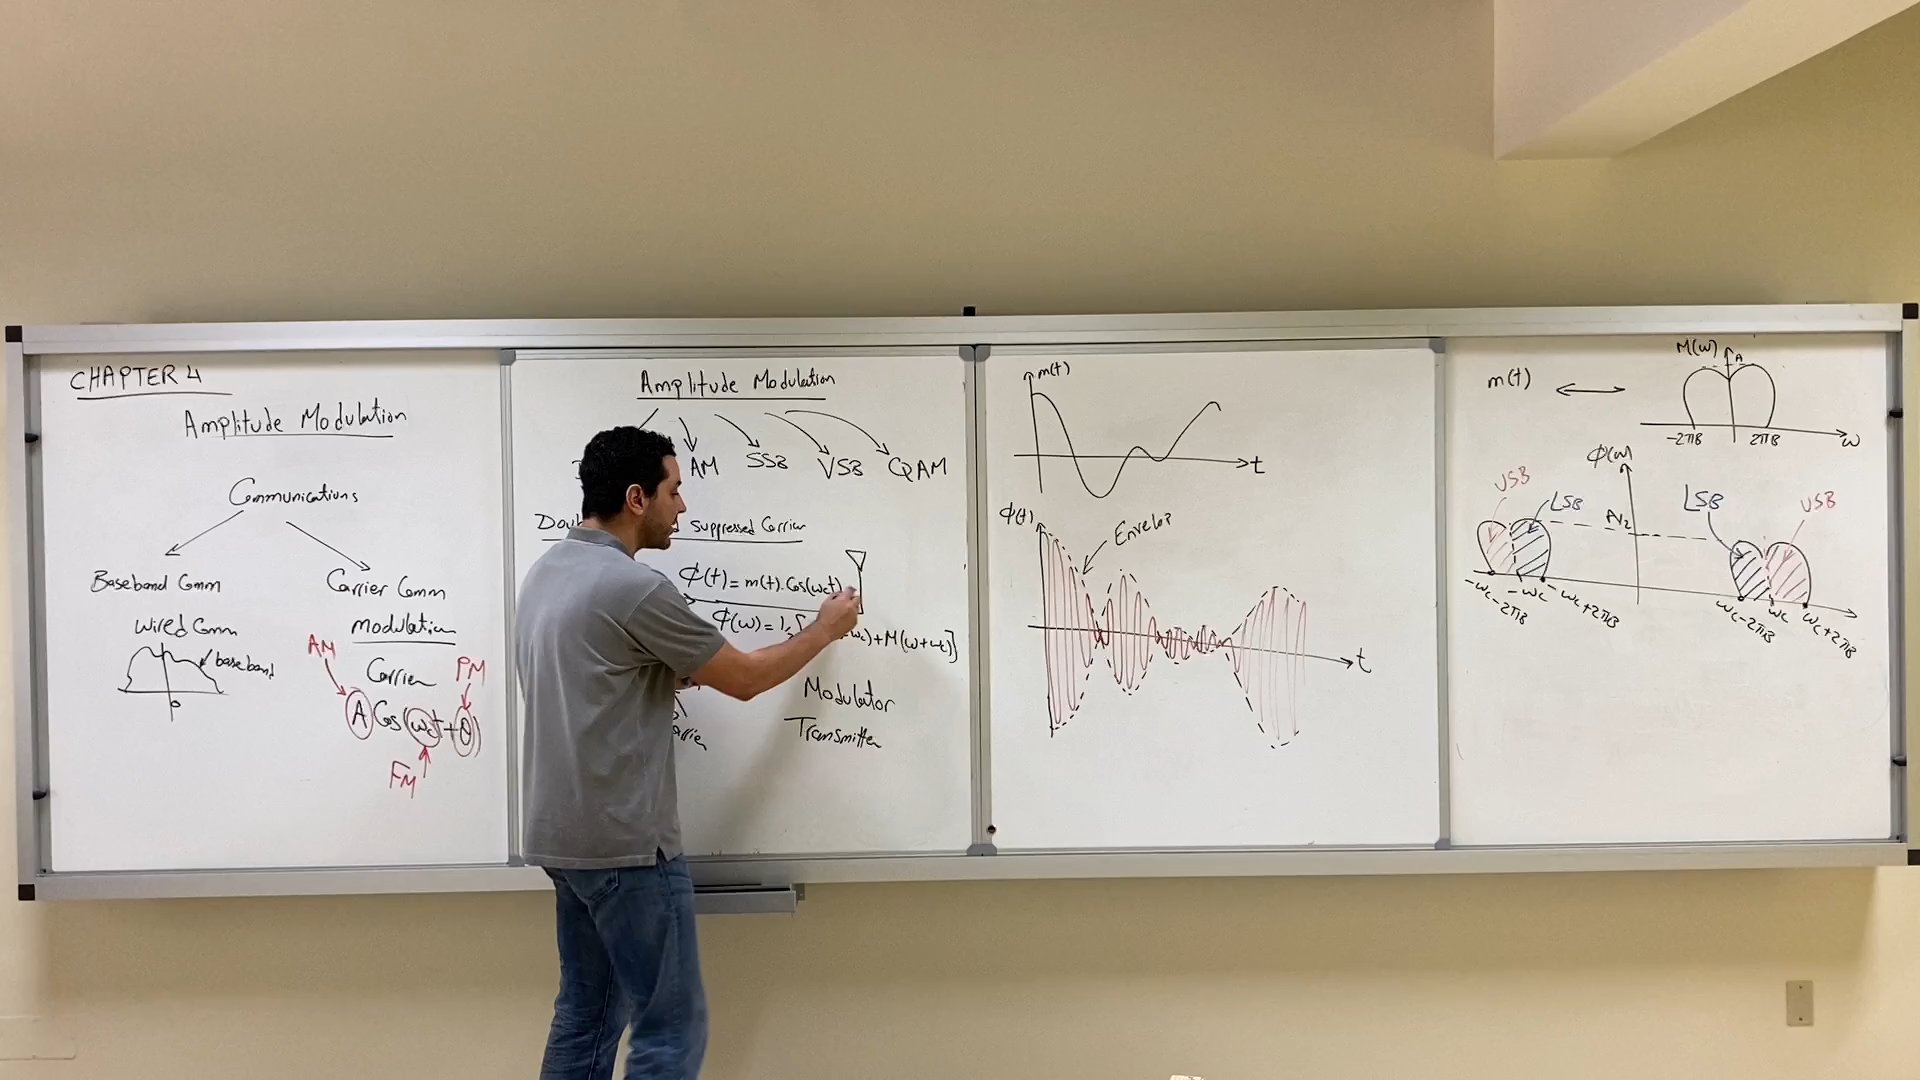 CHAPTER 4
Amplitude Modulation
Communications
Baseband Comm
Carrier Comm
Wired Comm
Modulation
baseband
Carrier
AM
PM
A Cos(ωct+θ)
FM
Amplitude Modulation
AM
SSB
VSB
QAM
Suppressed Carrier
φ(t) = m(t).Cos(ωct)
φ(ω) = 1/2[
)+M(ω+ωc)]
Modulator
Transmitter
m(t)
t
φ(t)
Envelop
t
m(t)
M(ω)
A
-2πB
2πB
ω
φ(ω)
USB
LSB
A/2
LSB
USB
-ωc-2πB
-ωc
-ωc+2πB
ωc-2πB
ωc
ωc+2πB